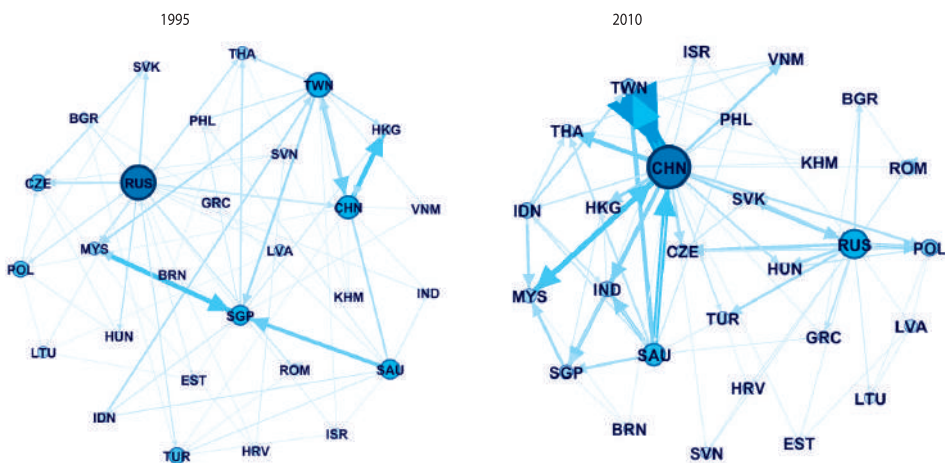 1995
THA
SVK
TWN
BGR
PHL
HKG
SVN
CZE
RUS
GRC
CHN
VNM
MYS
LVA
POL
BRN
IND
KHM
SGP
HUN
LTU
ROM
SAU
EST
IDN
ISR
TUR
HRV
2010
ISR
VNM
TWN
BGR
PHL
THA
KHM
ROM
CHN
SVK
IDN
HKG
RUS
POL
CZE
HUN
MYS
IND
TUR
LVA
GRC
SAU
SGP
HRV
LTU
BRN
EST
SVN